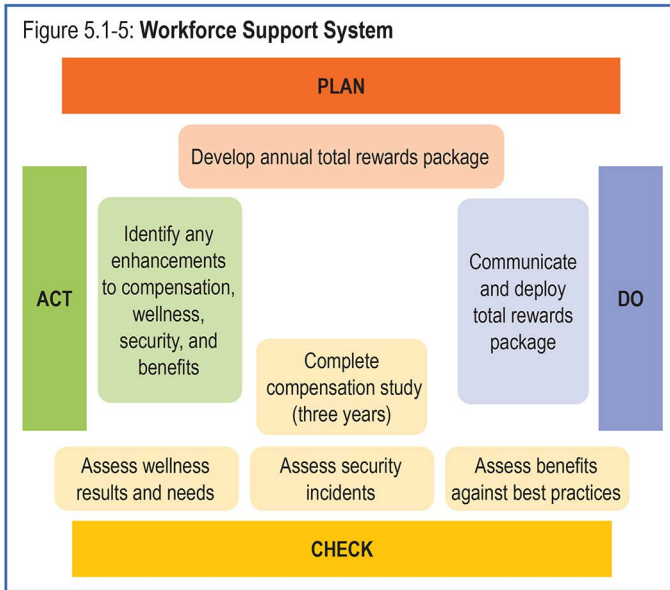 Figure 5.1-5: Workforce Support System
PLAN
Develop annual total rewards package
ACT
Identify any
enhancements
to compensation,
wellness,
security, and
benefits
Communicate
and deploy
total rewards
package
DO
Complete
compensation study
(three years)
Assess wellness
results and needs
Assess security
incidents
Assess benefits
against best practices
CHECK